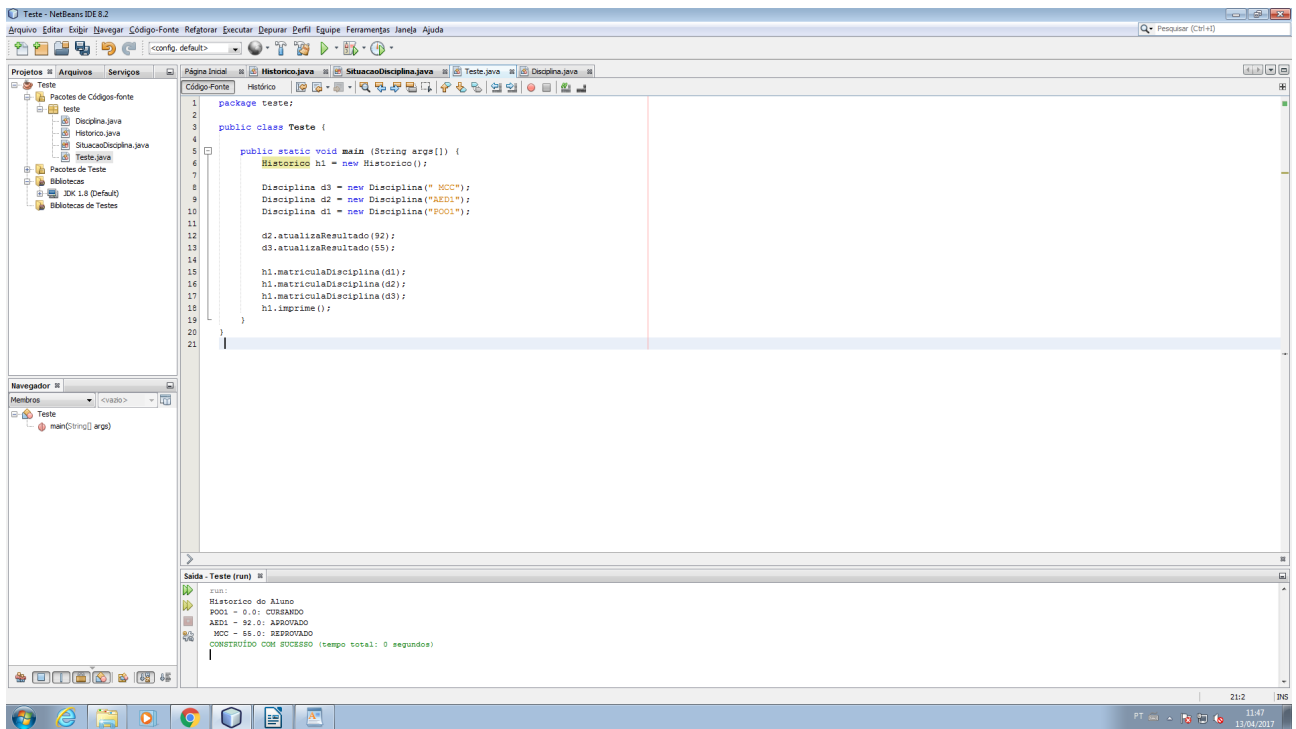 Teste - NetBeans IDE 8.2
Arquivo Editar Exibir Navegar Código-Fonte Refatorar Executar Depurar Perfil Equipe Ferramentas Janela Ajuda
Pesquisar (Ctrl+I)
<config. default>
Projetos Arquivos Serviços
Teste
Pacotes de Códigos-fonte
teste
Disciplina.java
Historico.java
SituacaoDisciplina.java
Teste.java
Pacotes de Teste
Bibliotecas
JDK 1.8 (Default)
Bibliotecas de Testes
Navegador
Membros <vazio>
Teste
main(String[] args)
Página Inicial Historico.java SituacaoDisciplina.java Teste.java Disciplina.java
Código-Fonte Histórico
1 package teste;
2
3 public class Teste {
4
5 public static void main (String args[]) {
6 Historico h1 = new Historico();
7
8 Disciplina d3 = new Disciplina(" MCC");
9 Disciplina d2 = new Disciplina("AED1");
10 Disciplina d1 = new Disciplina("POO1");
11
12 d2.atualizaResultado(92);
13 d3.atualizaResultado(55);
14
15 h1.matriculaDisciplina(d1);
16 h1.matriculaDisciplina(d2);
17 h1.matriculaDisciplina(d3);
18 h1.imprime();
19 }
20 }
21
Saída - Teste (run)
run:
Historico do Aluno
POO1 - 0.0: CURSANDO
AED1 - 92.0: APROVADO
MCC - 55.0: REPROVADO
CONSTRUÍDO COM SUCESSO (tempo total: 0 segundos)
21:2 INS
PT
11:47
13/04/2017